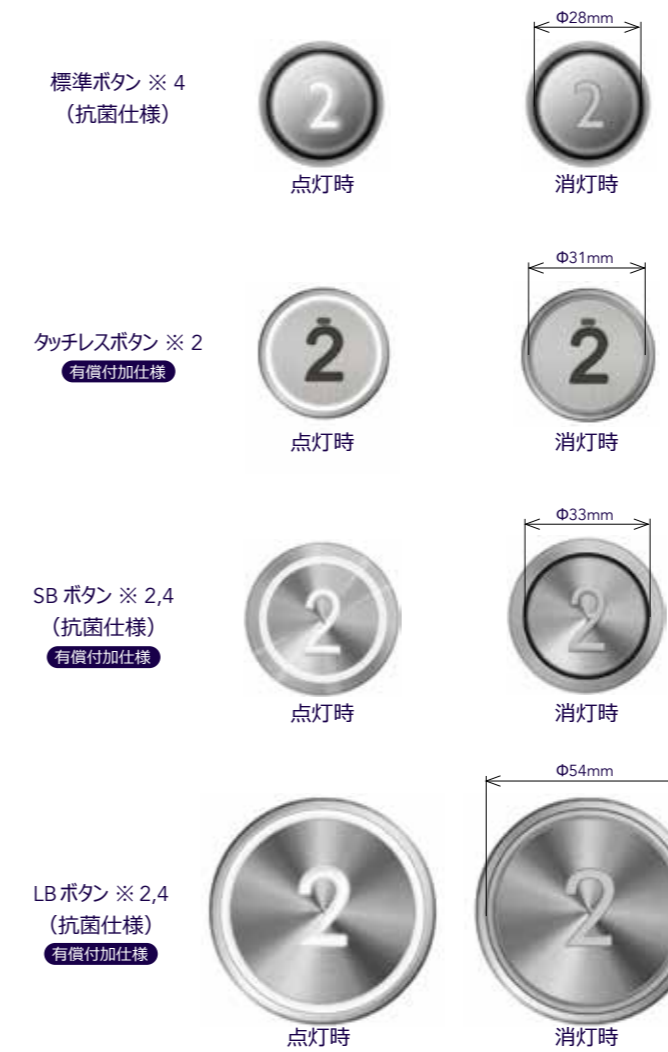 Φ28mm
標準ボタン ※ 4
（抗菌仕様）
2
2
点灯時
消灯時
Φ31mm
タッチレスボタン ※ 2
有償付加仕様
2
2
点灯時
消灯時
Φ33mm
SB ボタン ※ 2,4
（抗菌仕様）
有償付加仕様
2
2
点灯時
消灯時
Φ54mm
LBボタン ※ 2,4
（抗菌仕様）
有償付加仕様
2
2
点灯時
消灯時